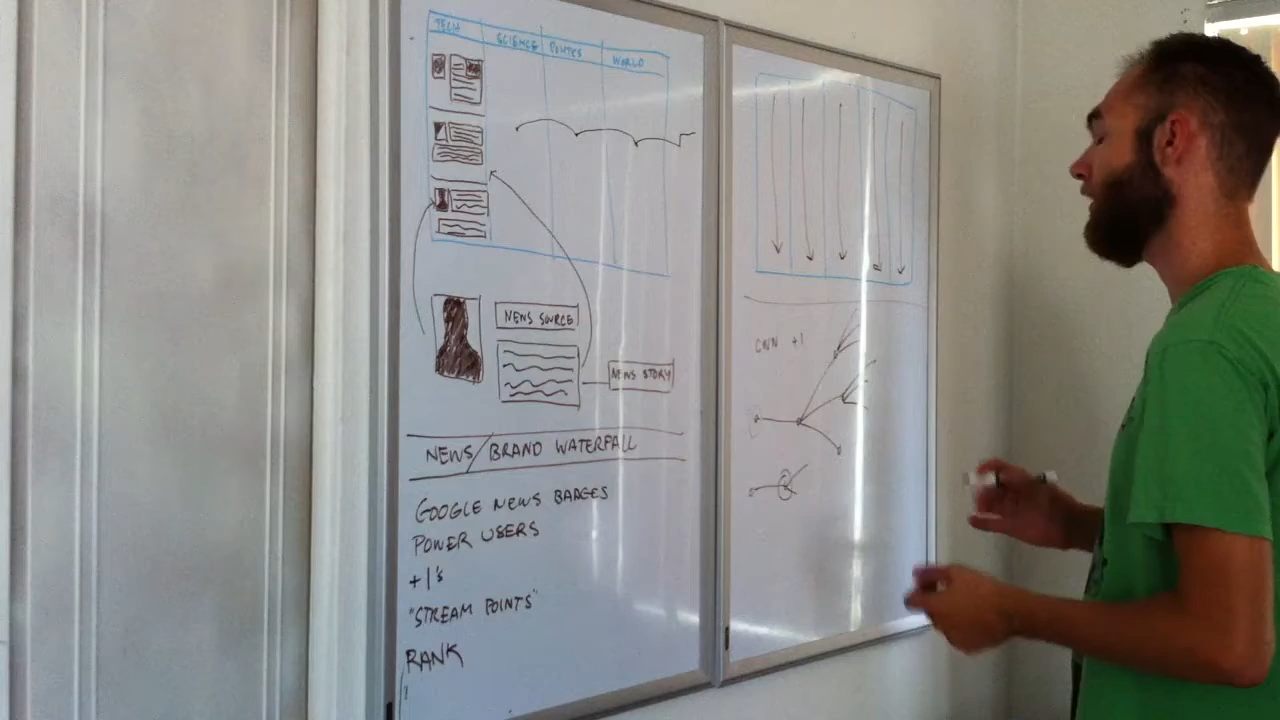 TECH
SCIENCE
POLITCS
WORLD
NEWS SOURCE
NEWS STORY
NEWS/BRAND WATERFALL
GOOGLE NEWS BADGES
POWER USERS
+1's
"STREAM POINTS"
RANK
CNN +1